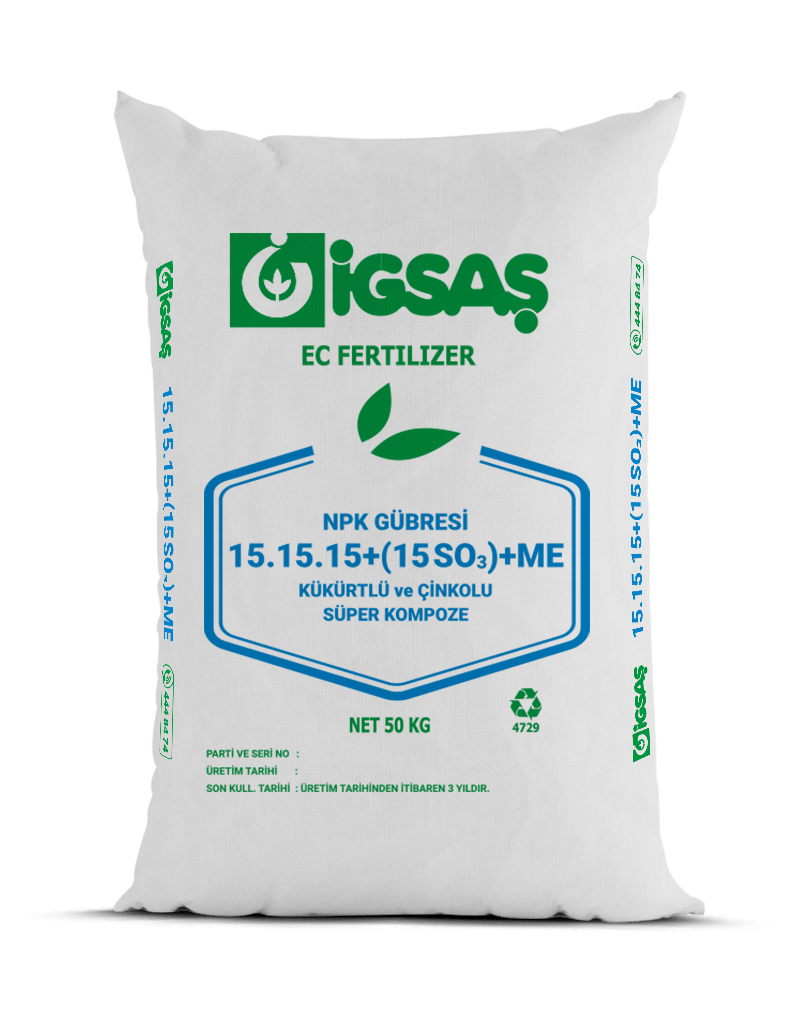 İGSAŞ
EC FERTILIZER
NPK GÜBRESİ
15.15.15+(15 SO₃)+ME
KÜKÜRTLÜ ve ÇİNKOLU
SÜPER KOMPOZE
NET 50 KG
4729
PARTİ VE SERİ NO :
ÜRETİM TARİHİ :
SON KULL. TARİHİ : ÜRETİM TARİHİNDEN İTİBAREN 3 YILDIR.
İGSAŞ
15.15.15+(15 SO₃)+ME
444 84 74
444 84 74
15.15.15+(15 SO₃)+ME
İGSAŞ